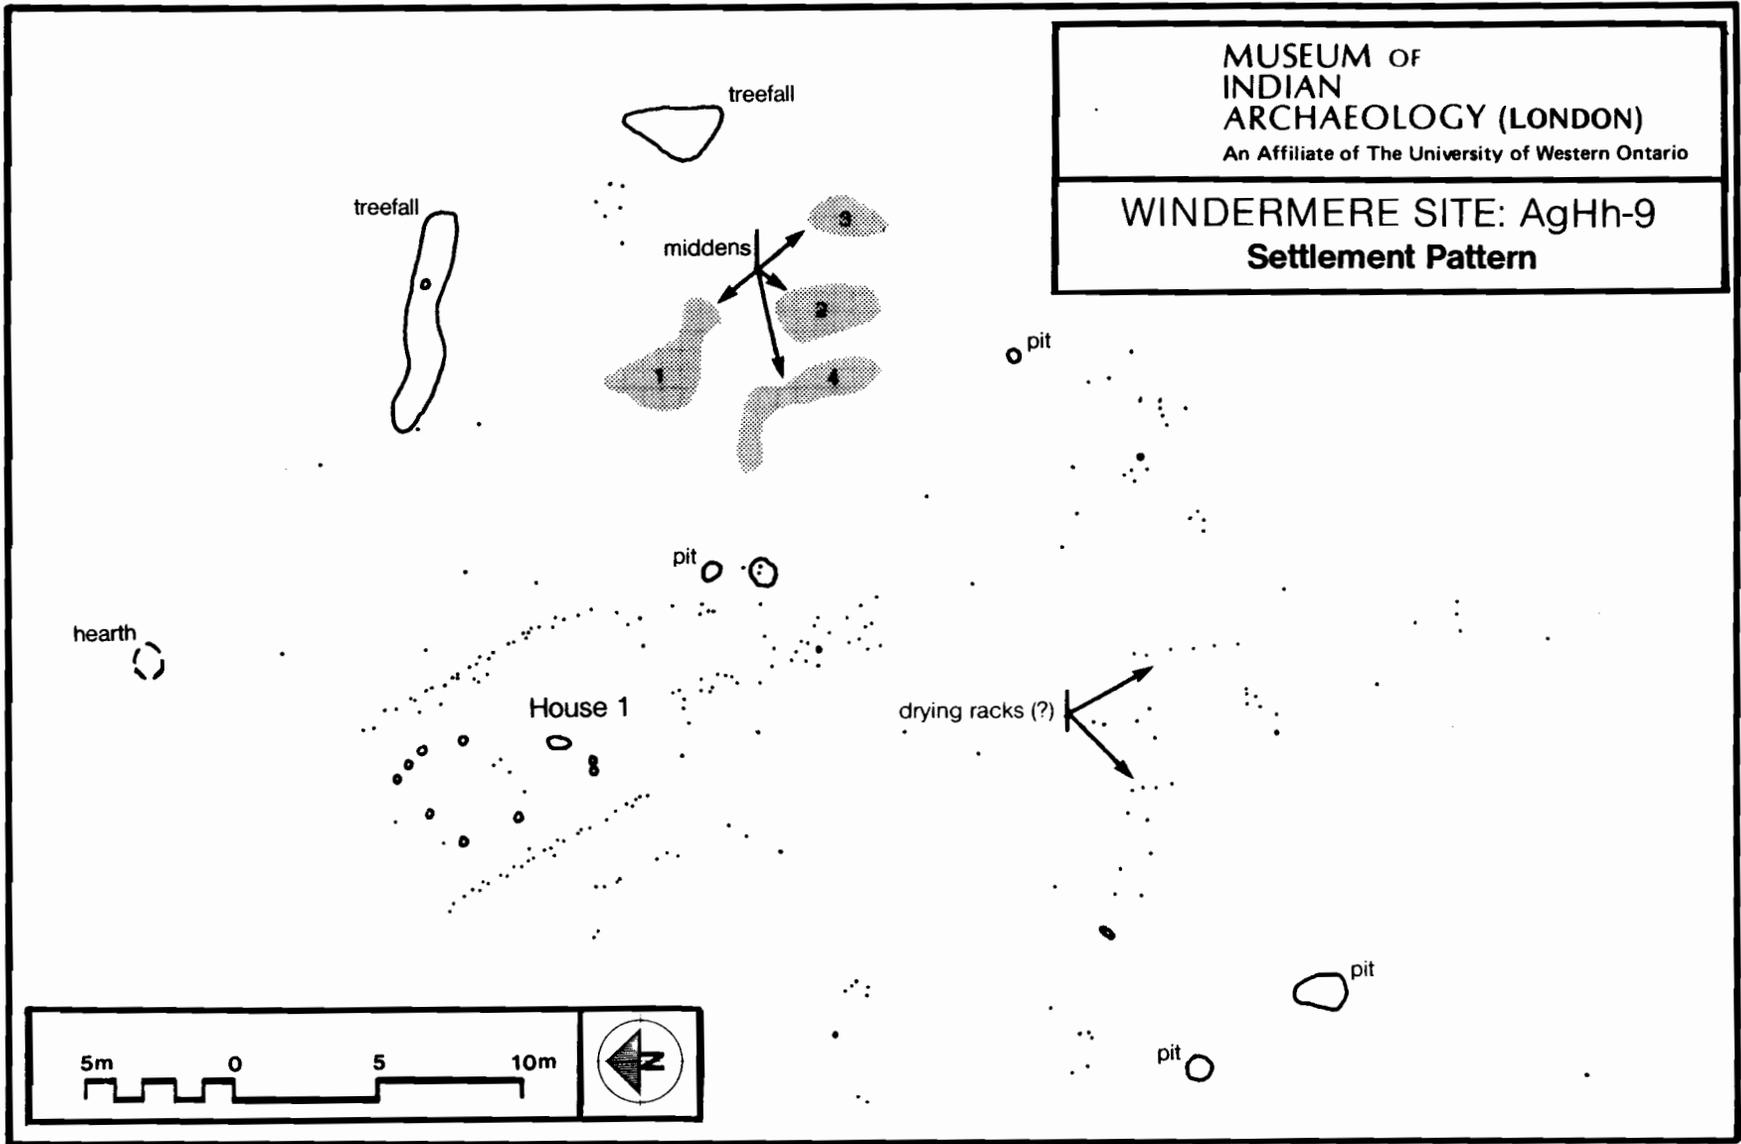 MUSEUM OF
INDIAN
ARCHAEOLOGY (LONDON)
An Affiliate of The University of Western Ontario
WINDERMERE SITE: AgHh-9
Settlement Pattern
treefall
treefall
middens
3
2
1
4
pit
pit
hearth
House 1
drying racks (?)
pit
pit
5m 0 5 10m
N